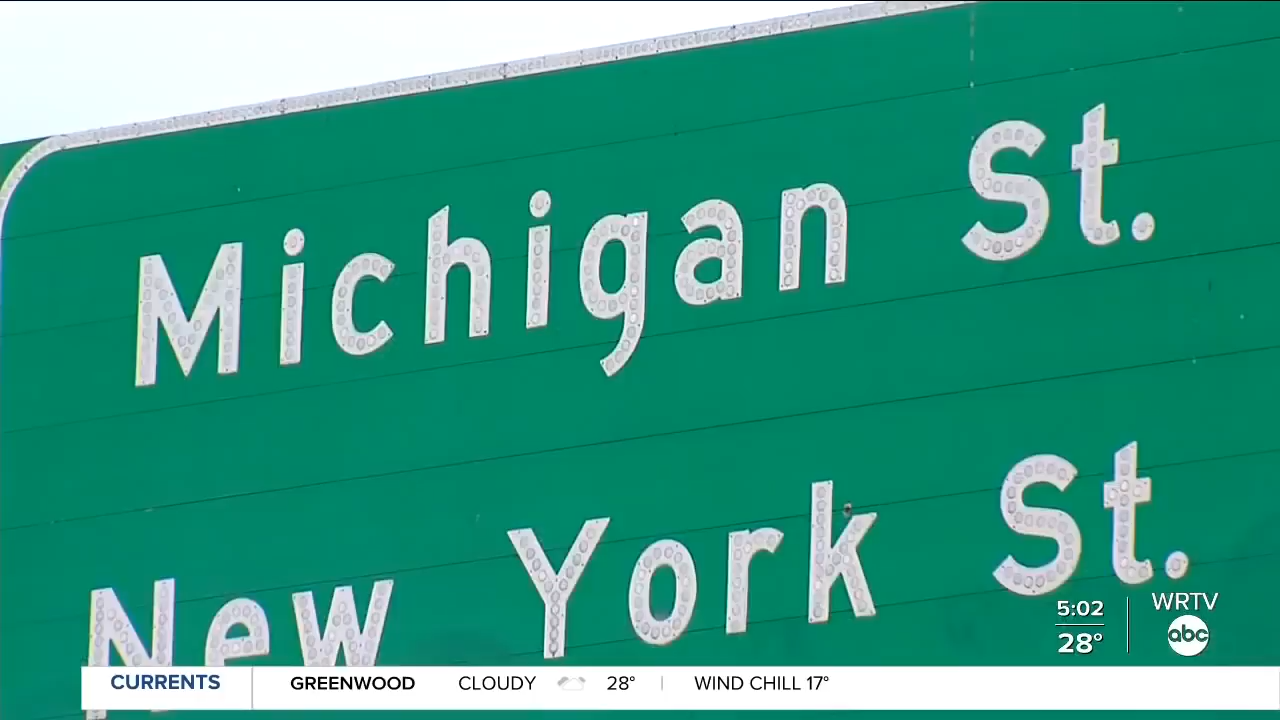 Michigan St.
New York St.
5:02
28°
WRTV
abc
CURRENTS GREENWOOD CLOUDY 28° WIND CHILL 17°